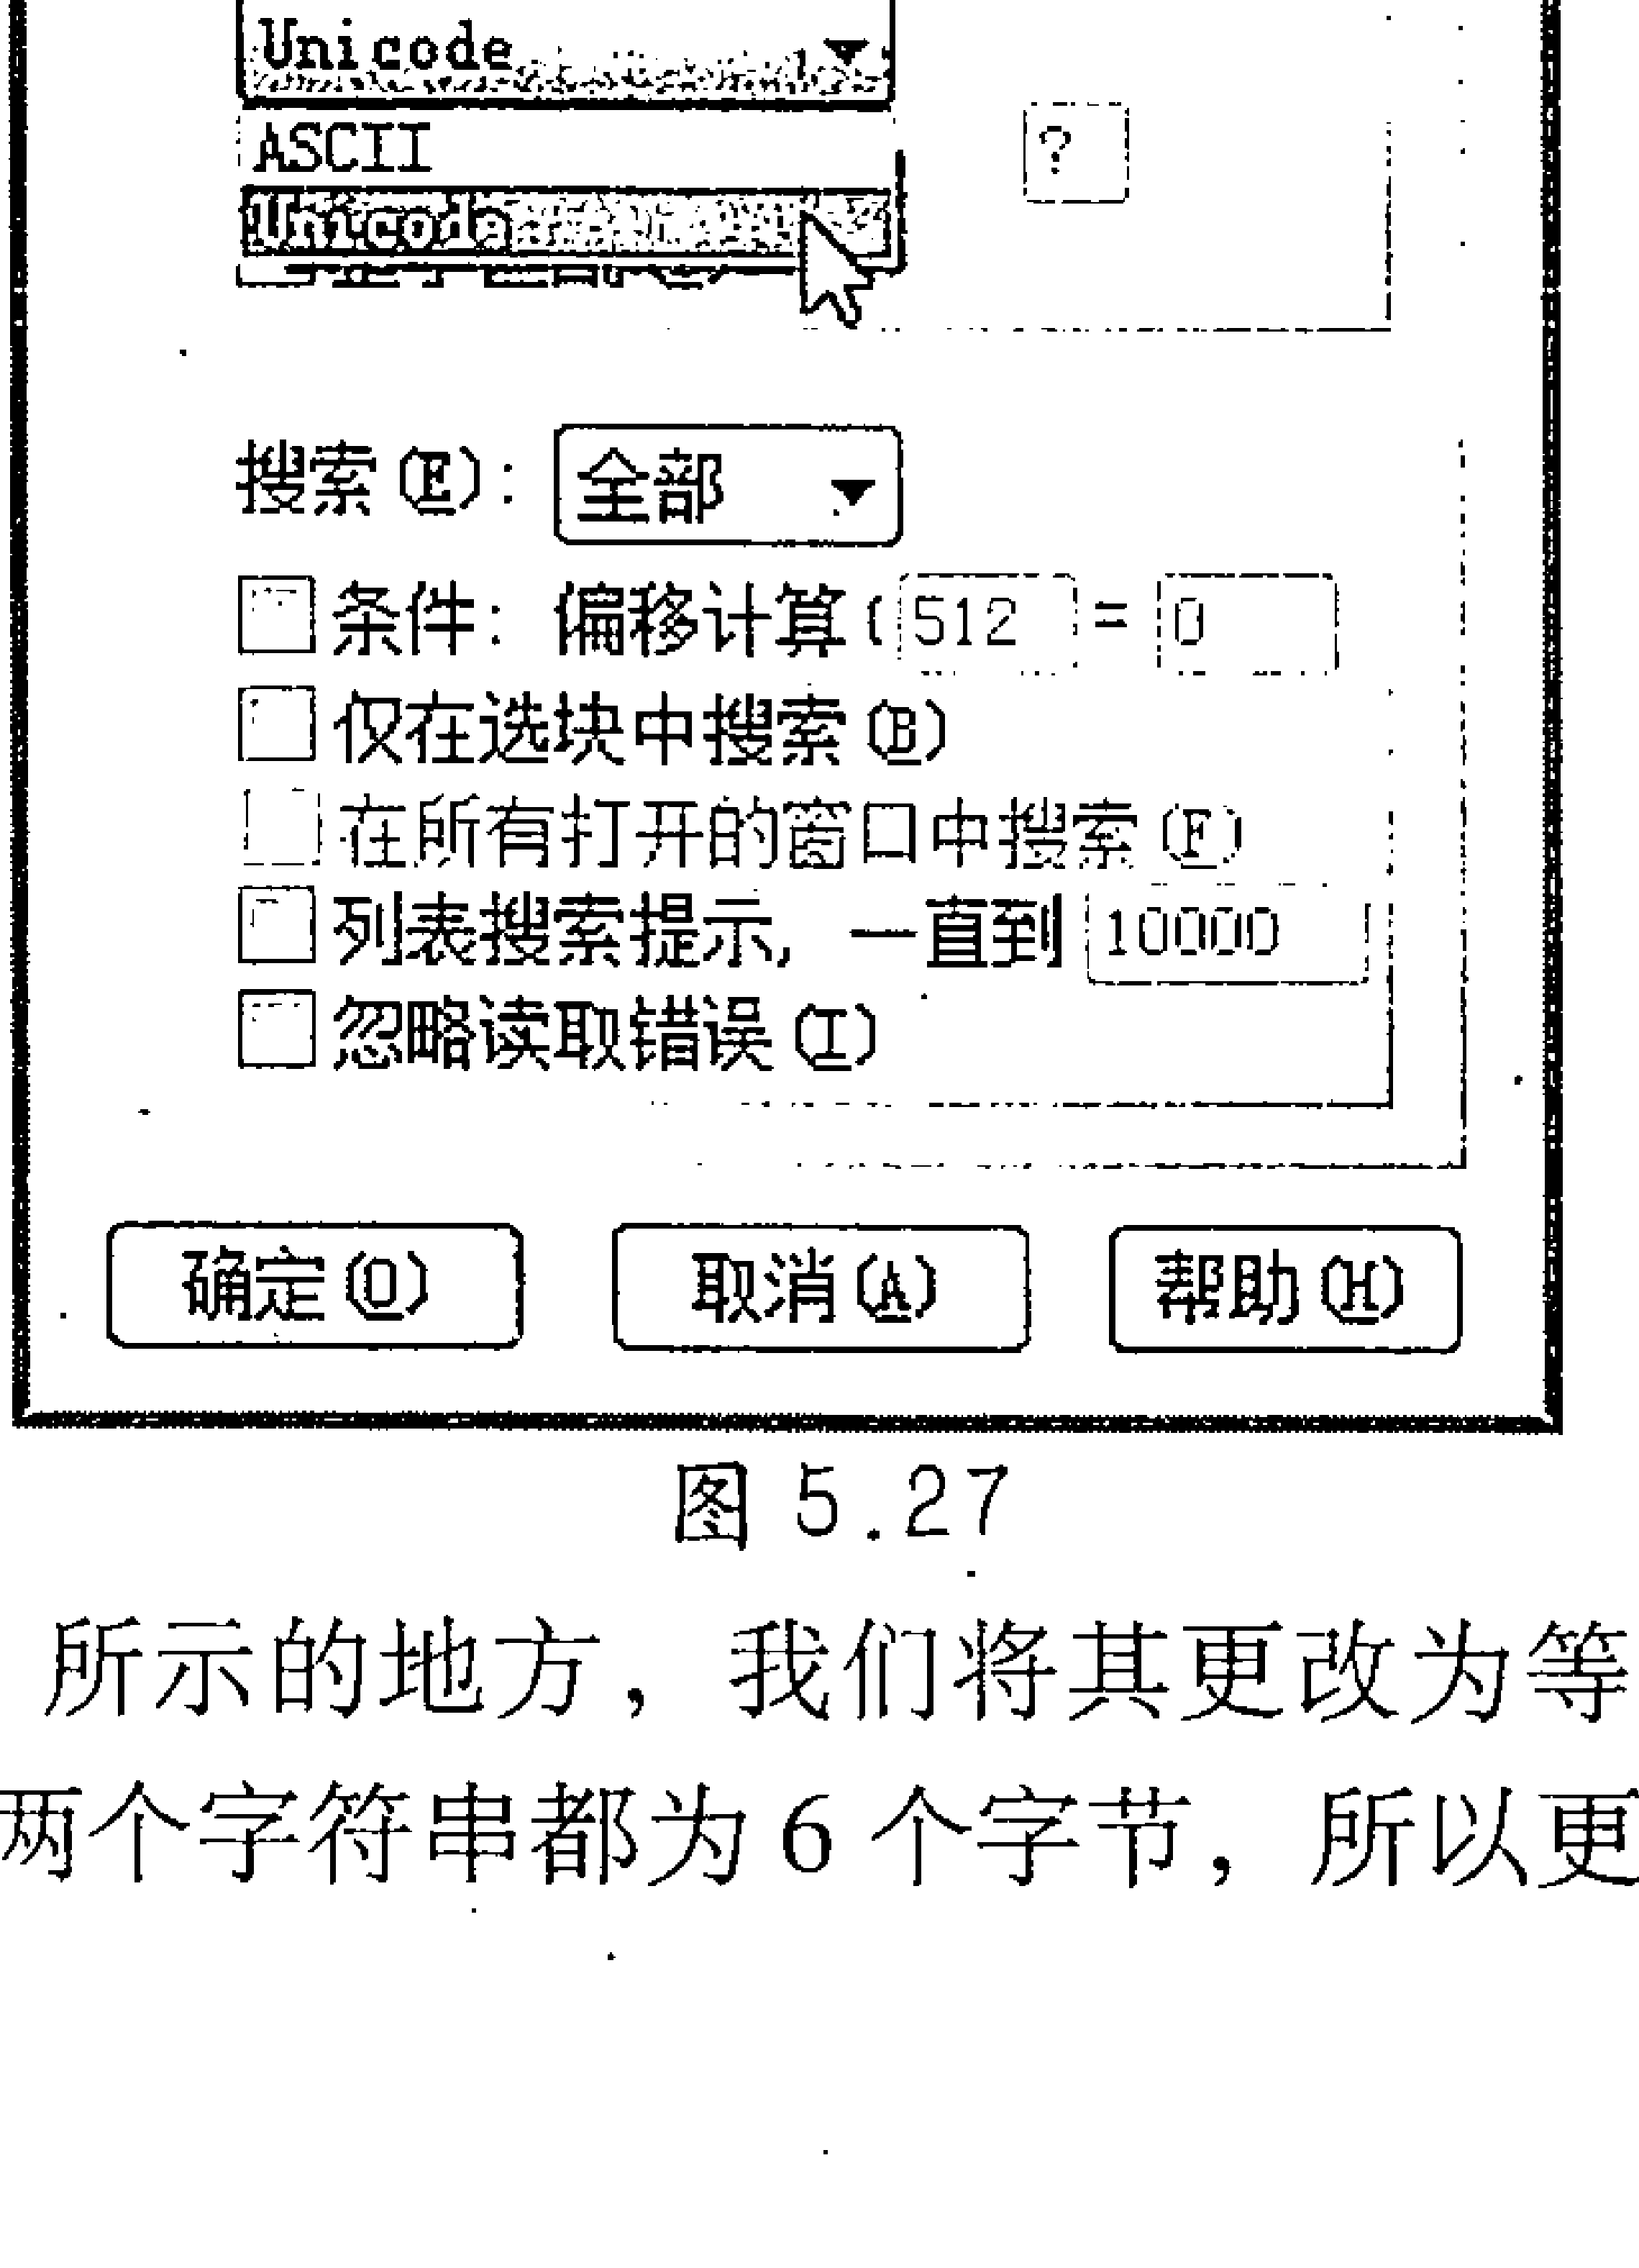 Unicode
ASCII
?
Unicode
搜索(E): 全部
条件: 偏移计算( 512 = 0
仅在选块中搜索(B)
在所有打开的窗口中搜索(F)
列表搜索提示, 一直到 10000
忽略读取错误(I)
确定(O) 取消(A) 帮助(H)
图 5.27
所示的地方，我们将其更改为等
两个字符串都为 6 个字节，所以更